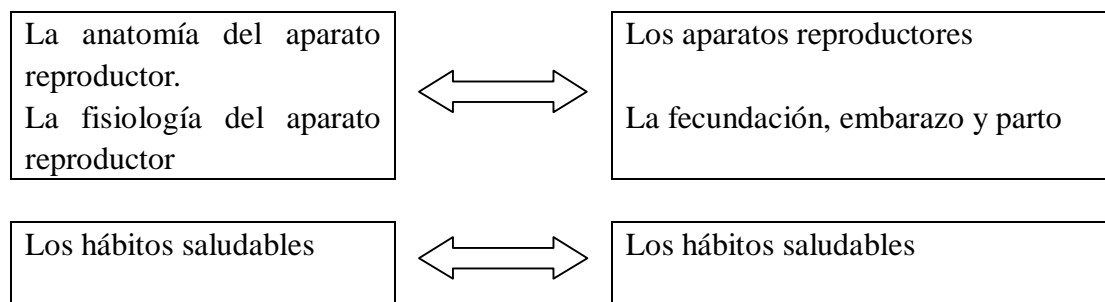 La anatomía del aparato
reproductor.
La fisiología del aparato
reproductor
Los aparatos reproductores
La fecundación, embarazo y parto
Los hábitos saludables
Los hábitos saludables